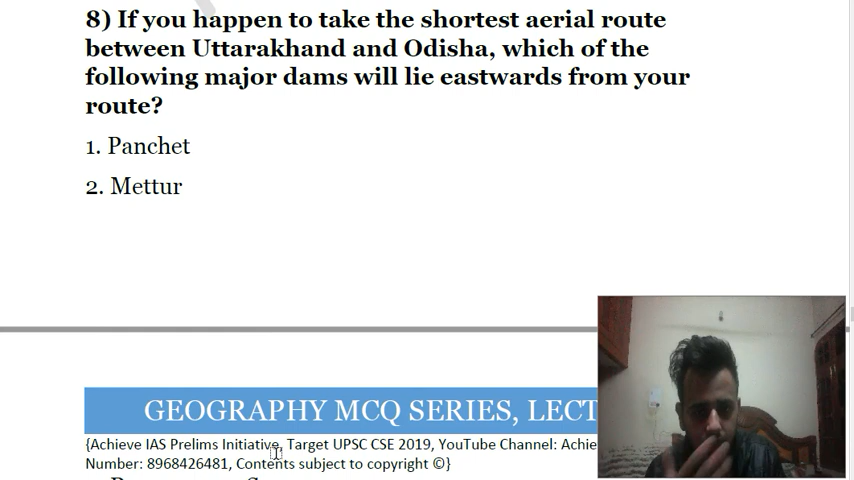 8) If you happen to take the shortest aerial route
between Uttarakhand and Odisha, which of the
following major dams will lie eastwards from your
route?
1. Panchet
2. Mettur
GEOGRAPHY MCQ SERIES, LECT
{Achieve IAS Prelims Initiative, Target UPSC CSE 2019, YouTube Channel: Achie
Number: 8968426481, Contents subject to copyright ©}